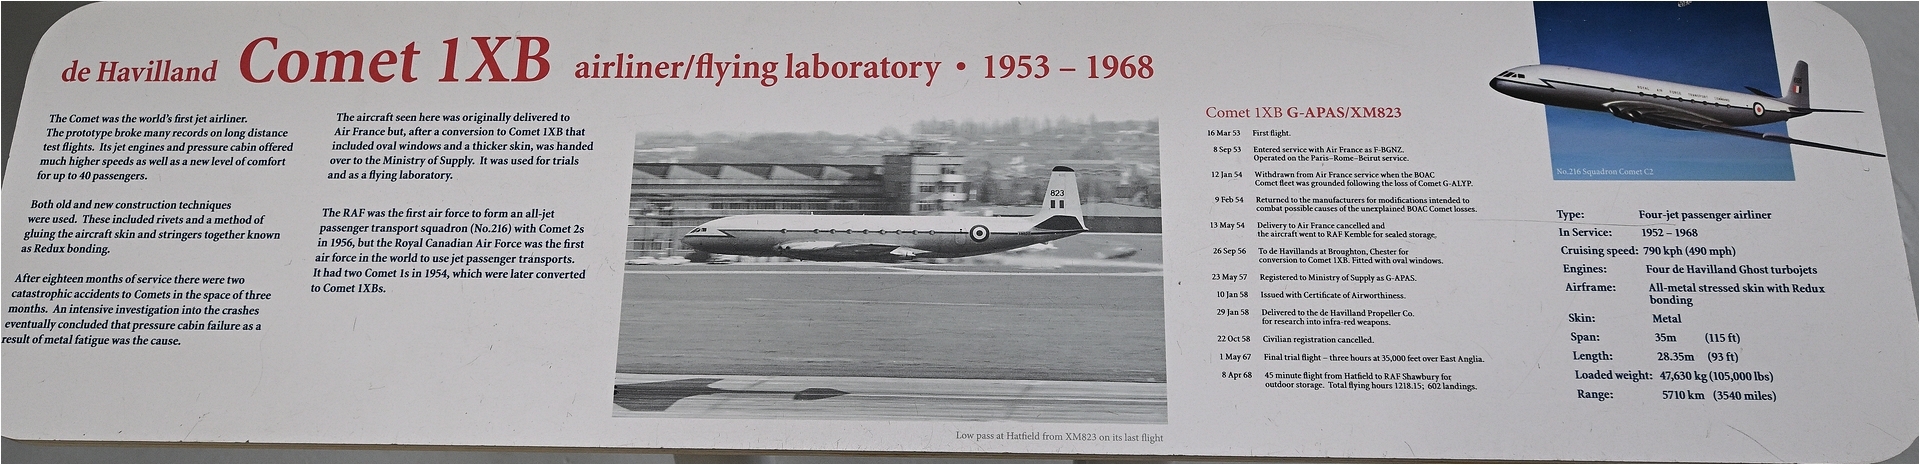 de Havilland Comet 1XB airliner/flying laboratory • 1953 – 1968
The Comet was the world's first jet airliner.
The prototype broke many records on long distance
test flights. Its jet engines and pressure cabin offered
much higher speeds as well as a new level of comfort
for up to 40 passengers.
Both old and new construction techniques
were used. These included rivets and a method of
gluing the aircraft skin and stringers together known
as Redux bonding.
After eighteen months of service there were two
catastrophic accidents to Comets in the space of three
months. An intensive investigation into the crashes
eventually concluded that pressure cabin failure as a
result of metal fatigue was the cause.
The aircraft seen here was originally delivered to
Air France but, after a conversion to Comet 1XB that
included oval windows and a thicker skin, was handed
over to the Ministry of Supply. It was used for trials
and as a flying laboratory.
The RAF was the first air force to form an all-jet
passenger transport squadron (No.216) with Comet 2s
in 1956, but the Royal Canadian Air Force was the first
air force in the world to use jet passenger transports.
It had two Comet 1s in 1954, which were later converted
to Comet 1XBs.
823
Low pass at Hatfield from XM823 on its last flight
Comet 1XB G-APAS/XM823
16 Mar 53 First flight.
8 Sep 53 Entered service with Air France as F-BGNZ.
Operated on the Paris–Rome–Beirut service.
12 Jan 54 Withdrawn from Air France service when the BOAC
Comet fleet was grounded following the loss of Comet G-ALYP.
9 Feb 54 Returned to the manufacturers for modifications intended to
combat possible causes of the unexplained BOAC Comet losses.
13 May 54 Delivery to Air France cancelled and
the aircraft went to RAF Kemble for sealed storage,
26 Sep 56 To de Havillands at Broughton, Chester for
conversion to Comet 1XB. Fitted with oval windows.
23 May 57 Registered to Ministry of Supply as G-APAS.
10 Jan 58 Issued with Certificate of Airworthiness.
29 Jan 58 Delivered to the de Havilland Propeller Co.
for research into infra-red weapons.
22 Oct 58 Civilian registration cancelled.
1 May 67 Final trial flight – three hours at 35,000 feet over East Anglia.
8 Apr 68 45 minute flight from Hatfield to RAF Shawbury for
outdoor storage. Total flying hours 1218.15; 602 landings.
ROYAL AIR FORCE TRANSPORT COMMAND
No.216 Squadron Comet C2
Type: Four-jet passenger airliner
In Service: 1952 – 1968
Cruising speed: 790 kph (490 mph)
Engines: Four de Havilland Ghost turbojets
Airframe: All-metal stressed skin with Redux
bonding
Skin: Metal
Span: 35m (115 ft)
Length: 28.35m (93 ft)
Loaded weight: 47,630 kg (105,000 lbs)
Range: 5710 km (3540 miles)